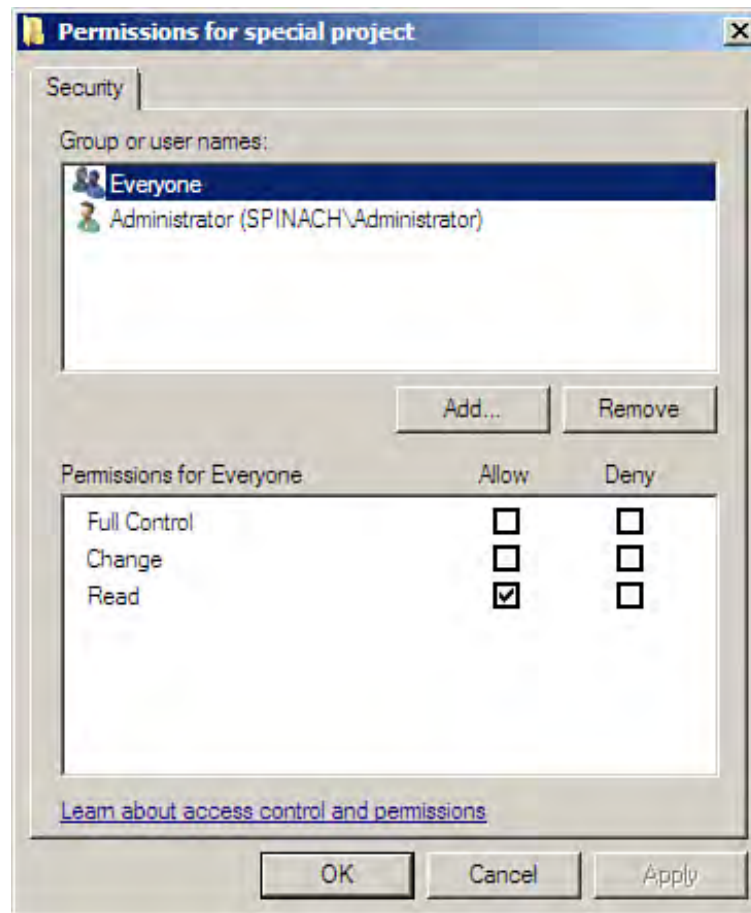 Permissions for special project
Security
Group or user names:
Everyone
Administrator (SPINACH\Administrator)
Add... Remove
Permissions for Everyone Allow Deny
Full Control
Change
Read
Learn about access control and permissions
OK Cancel Apply